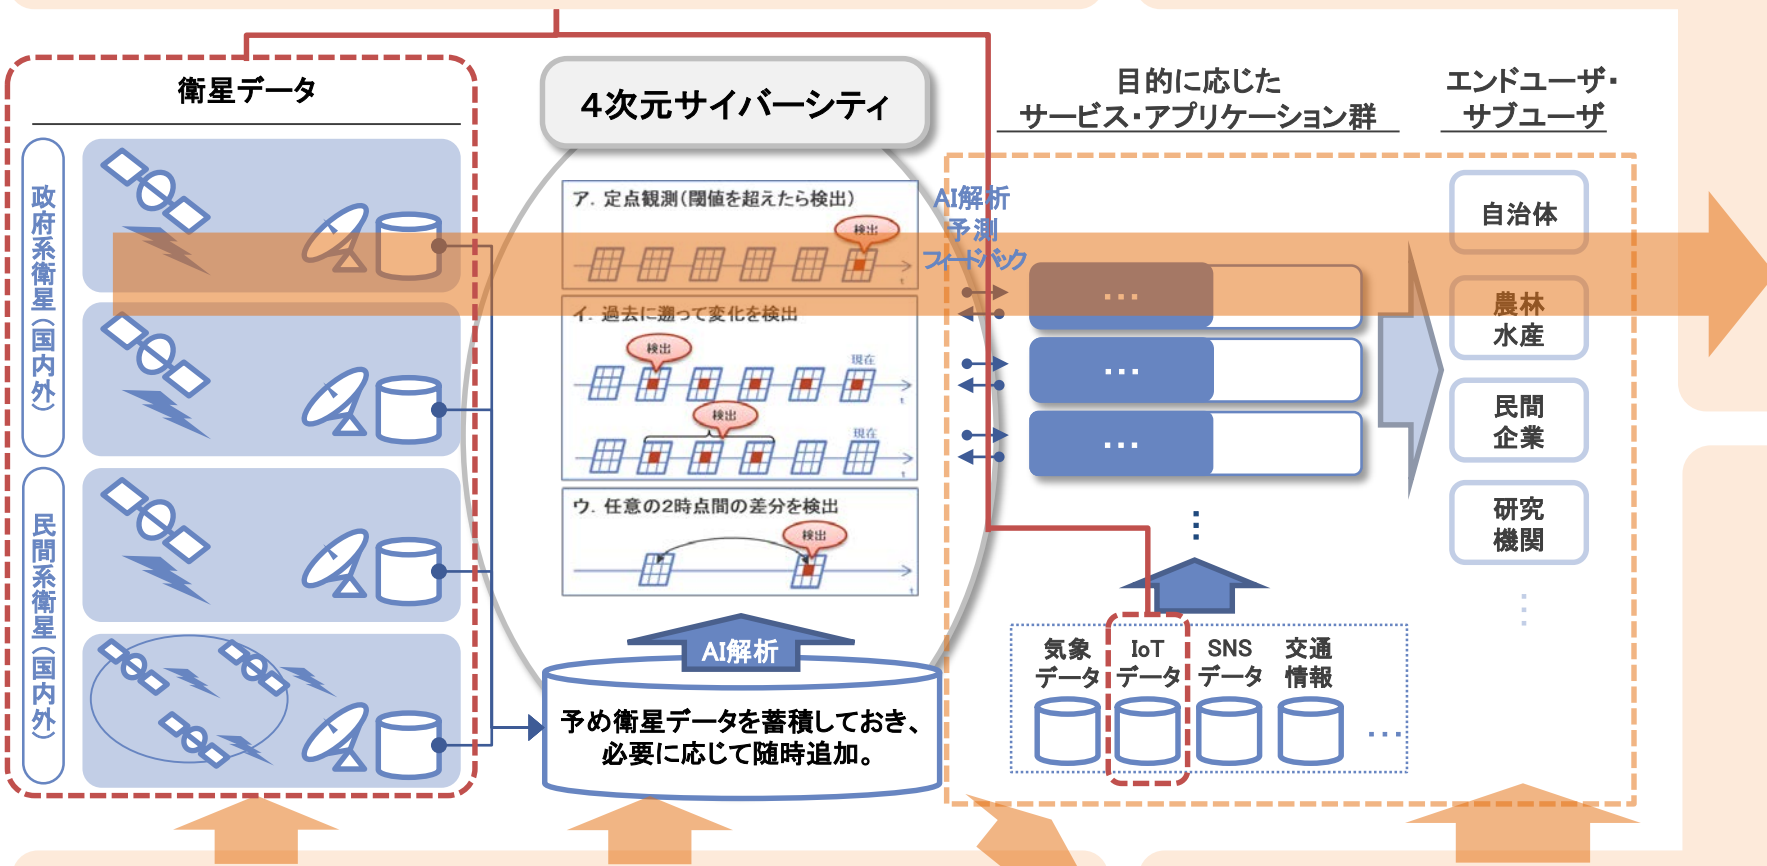 衛星データ
政府系衛星(国内外)
民間系衛星(国内外)
4次元サイバーシティ
ア. 定点観測(閾値を超えたら検出)
検出
t
イ. 過去に遡って変化を検出
検出
現在
t
検出
現在
t
ウ. 任意の2時点間の差分を検出
検出
t
AI解析
予め衛星データを蓄積しておき、
必要に応じて随時追加。
目的に応じた
サービス・アプリケーション群
AI解析
予測
フィードバック
...
...
...
⋮
気象
データ
IoT
データ
SNS
データ
交通
情報
...
エンドユーザ・
サブユーザ
自治体
農林
水産
民間
企業
研究
機関
⋮